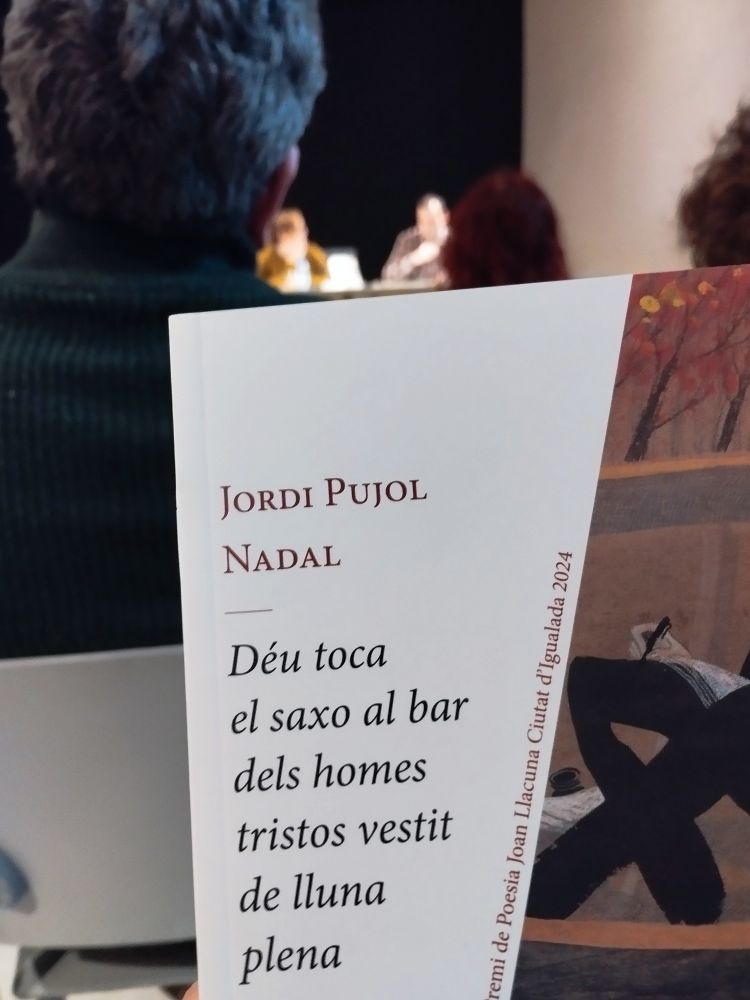 Jordi Pujol
Nadal
Déu toca
el saxo al bar
dels homes
tristos vestit
de lluna
plena
remi de Poesia Joan Llacuna Ciutat d'Igualada 2024